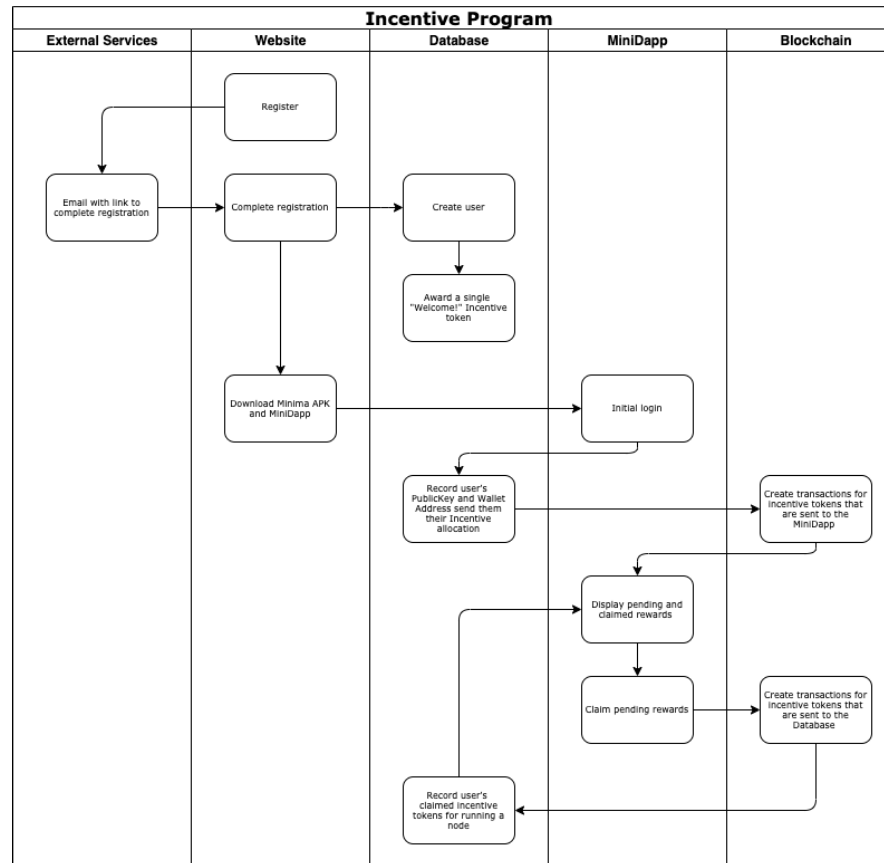 Incentive Program
External Services
Website
Database
MiniDapp
Blockchain
Register
Email with link to
complete registration
Complete registration
Create user
Award a single
"Welcome!" Incentive
token
Download Minima APK
and MiniDapp
Initial login
Record user's
PublicKey and Wallet
Address send them
their Incentive
allocation
Create transactions for
incentive tokens that
are sent to the
MiniDapp
Display pending and
claimed rewards
Claim pending rewards
Create transactions for
incentive tokens that
are sent to the
Database
Record user's
claimed incentive
tokens for running a
node